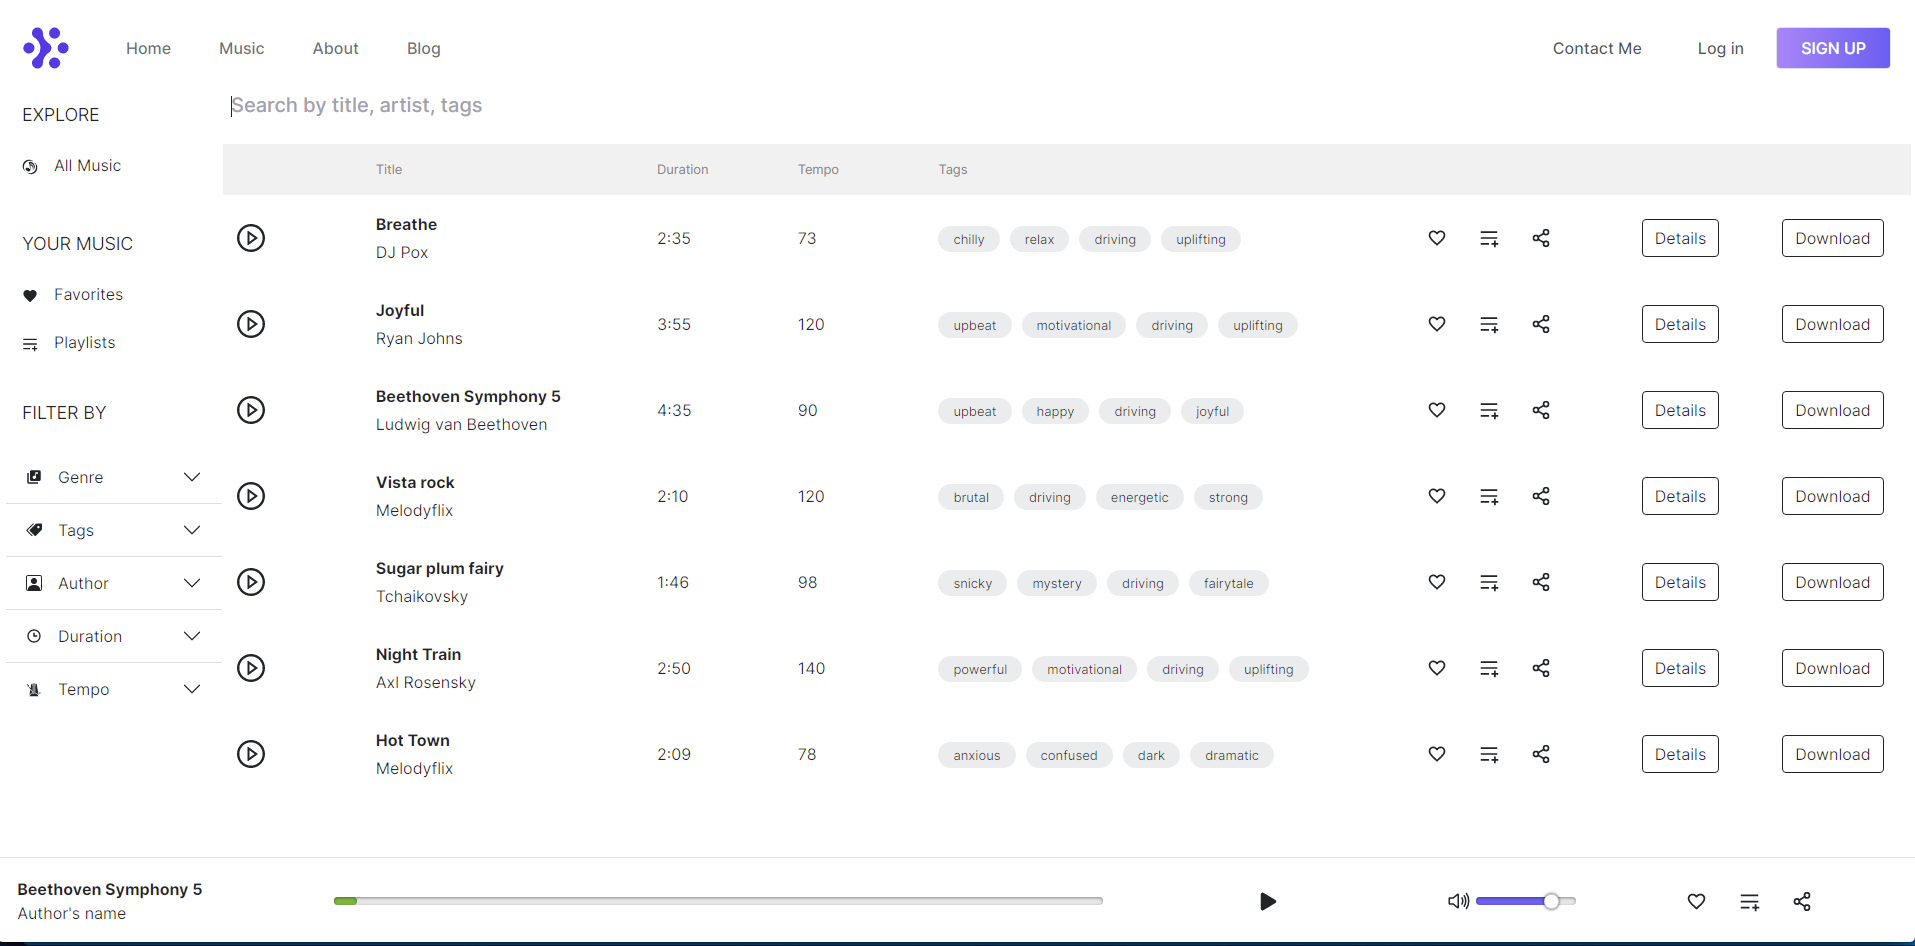 Home Music About Blog Contact Me Log in SIGN UP
Search by title, artist, tags
EXPLORE
All Music
YOUR MUSIC
Favorites
Playlists
FILTER BY
Genre
Tags
Author
Duration
Tempo
Title Duration Tempo Tags
Breathe
DJ Pox
2:35 73 chilly relax driving uplifting Details Download
Joyful
Ryan Johns
3:55 120 upbeat motivational driving uplifting Details Download
Beethoven Symphony 5
Ludwig van Beethoven
4:35 90 upbeat happy driving joyful Details Download
Vista rock
Melodyflix
2:10 120 brutal driving energetic strong Details Download
Sugar plum fairy
Tchaikovsky
1:46 98 snicky mystery driving fairytale Details Download
Night Train
Axl Rosensky
2:50 140 powerful motivational driving uplifting Details Download
Hot Town
Melodyflix
2:09 78 anxious confused dark dramatic Details Download
Beethoven Symphony 5
Author's name